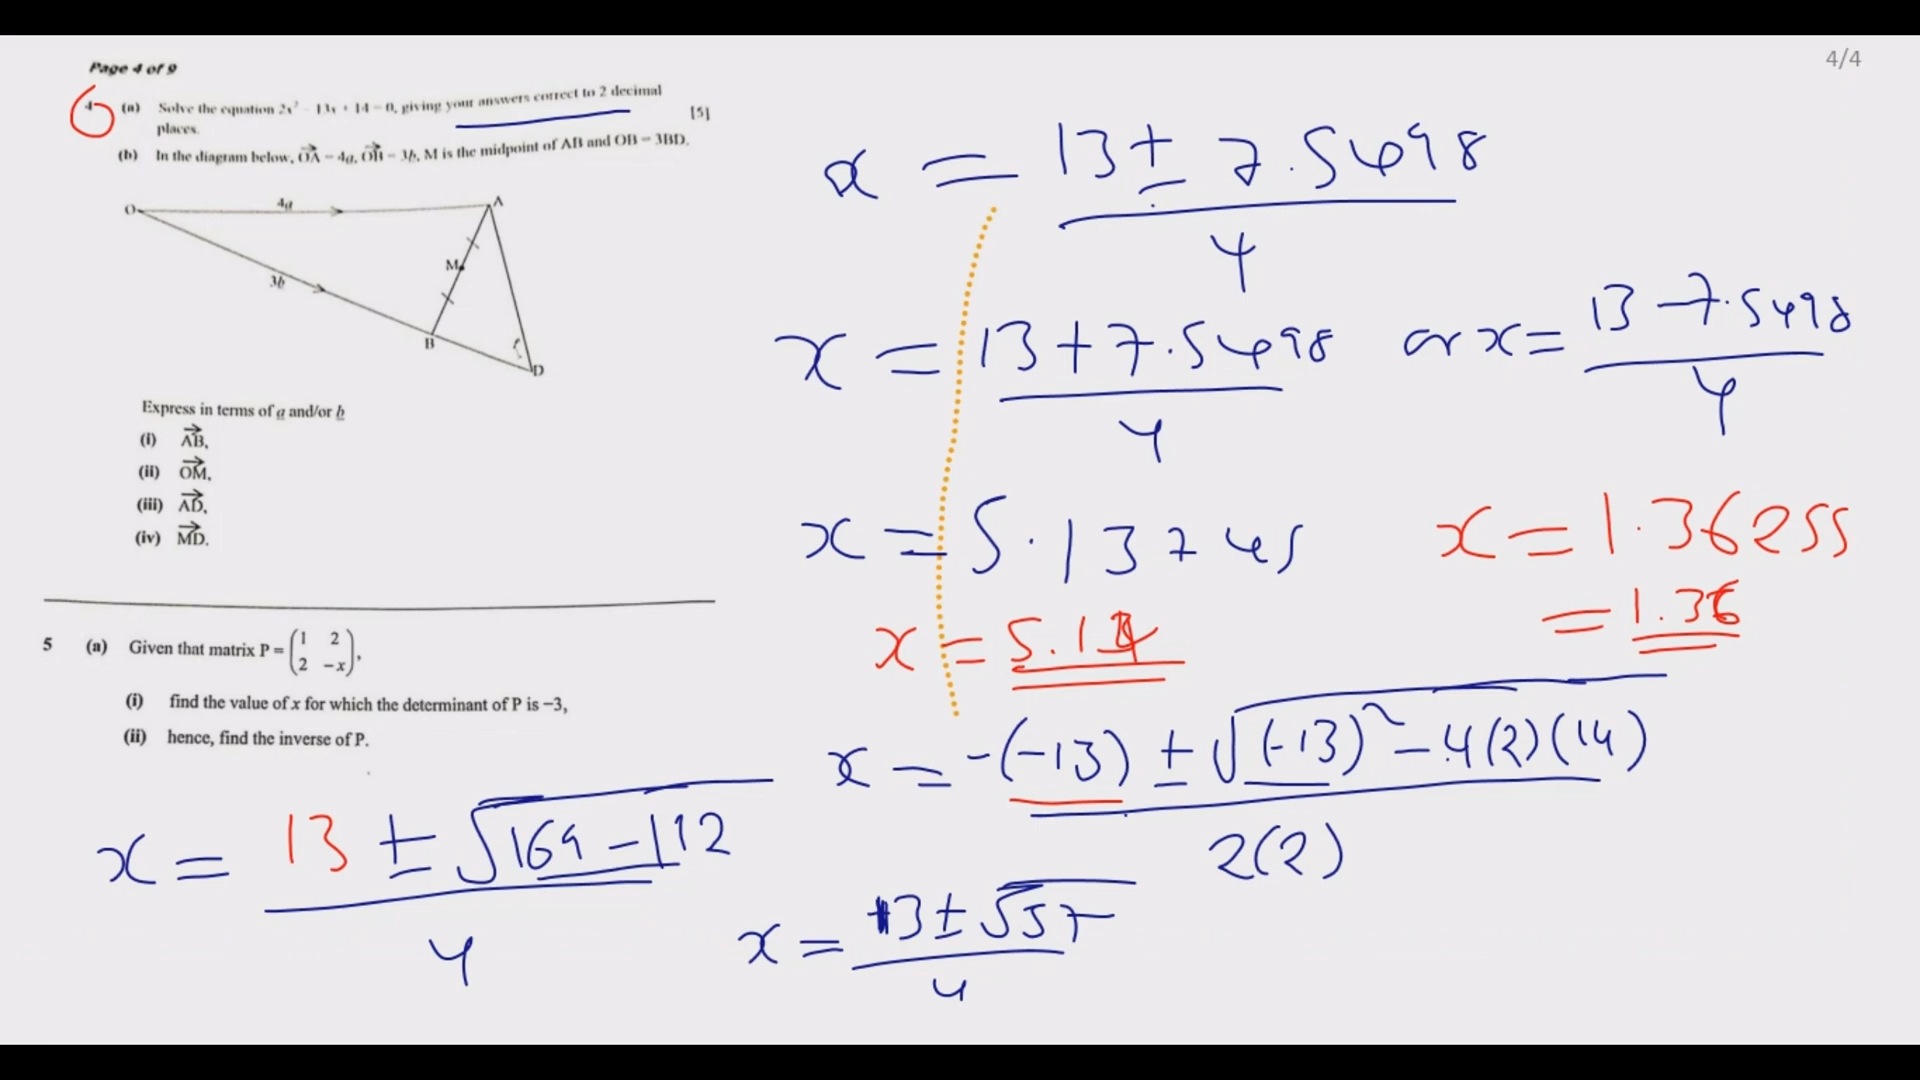 4/4
Page 4 of 9
4 (a) Solve the equation 2x² − 13x + 14 = 0, giving your answers correct to 2 decimal
places. [5]
(b) In the diagram below, OA = 4a, OB = 3b, M is the midpoint of AB and OB = 3BD.
O 4a A
M
3b
B
D
Express in terms of a and/or b
(i) AB,
(ii) OM,
(iii) AD,
(iv) MD.
5 (a) Given that matrix P = (1 2
2 −x),
(i) find the value of x for which the determinant of P is −3,
(ii) hence, find the inverse of P.
x = 13 ± √169 − 112
4
x = 13 ± 7.5498
4
x = 13 + 7.5498 or x = 13 − 7.5498
4 4
x = 5.13745 x = 1.36255
x = 5.14 = 1.36
x = -(-13) ± √(-13)² − 4(2)(14)
2(2)
x = 13 ± √57
4